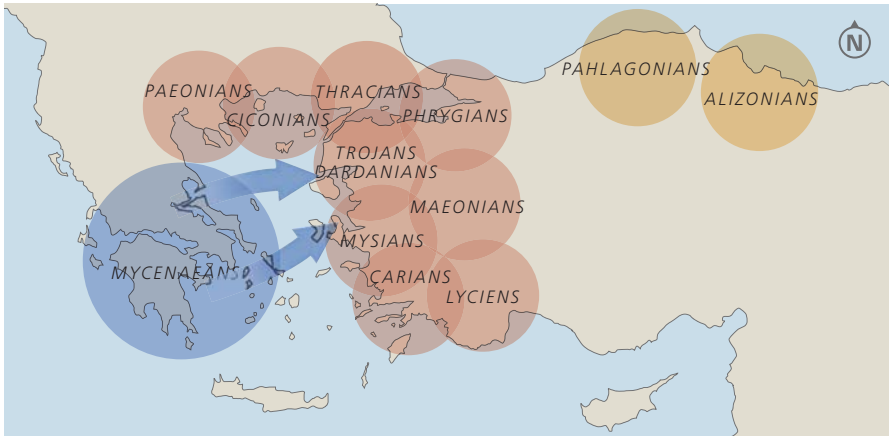 N
PAHLAGONIANS
PAEONIANS
THRACIANS
ALIZONIANS
CICONIANS
PHRYGIANS
TROJANS
DARDANIANS
MAEONIANS
MYSIANS
MYCENAEANS
CARIANS
LYCIENS